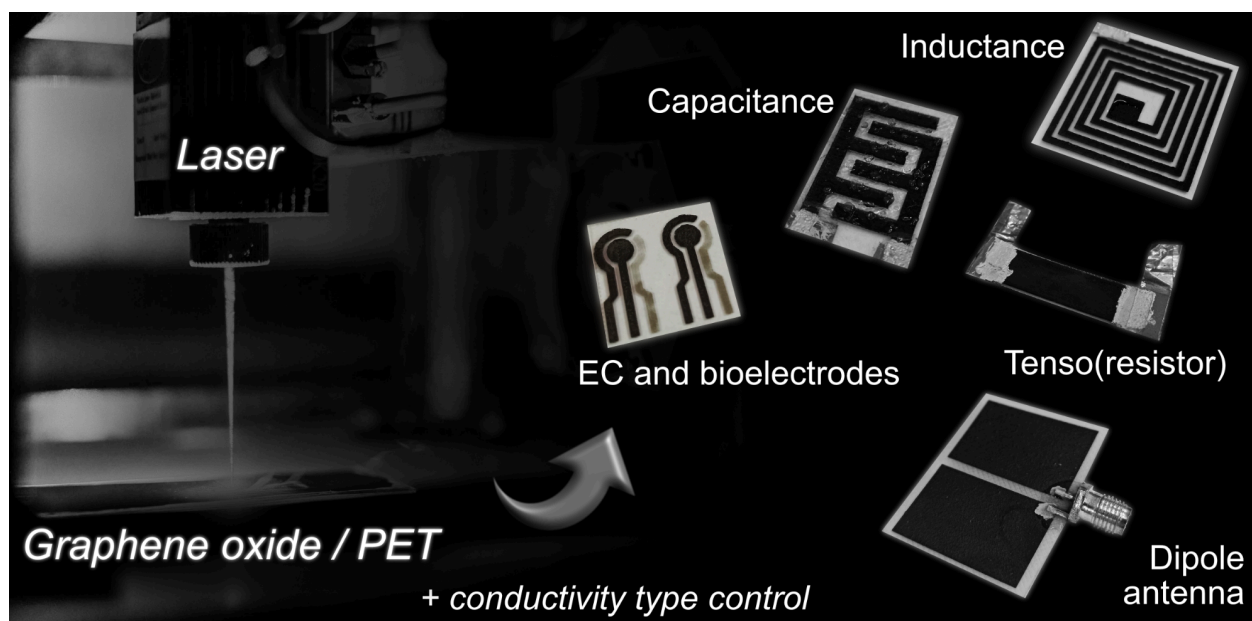 Laser
Graphene oxide / PET
+ conductivity type control
Inductance
Capacitance
EC and bioelectrodes
Tenso(resistor)
Dipole
antenna